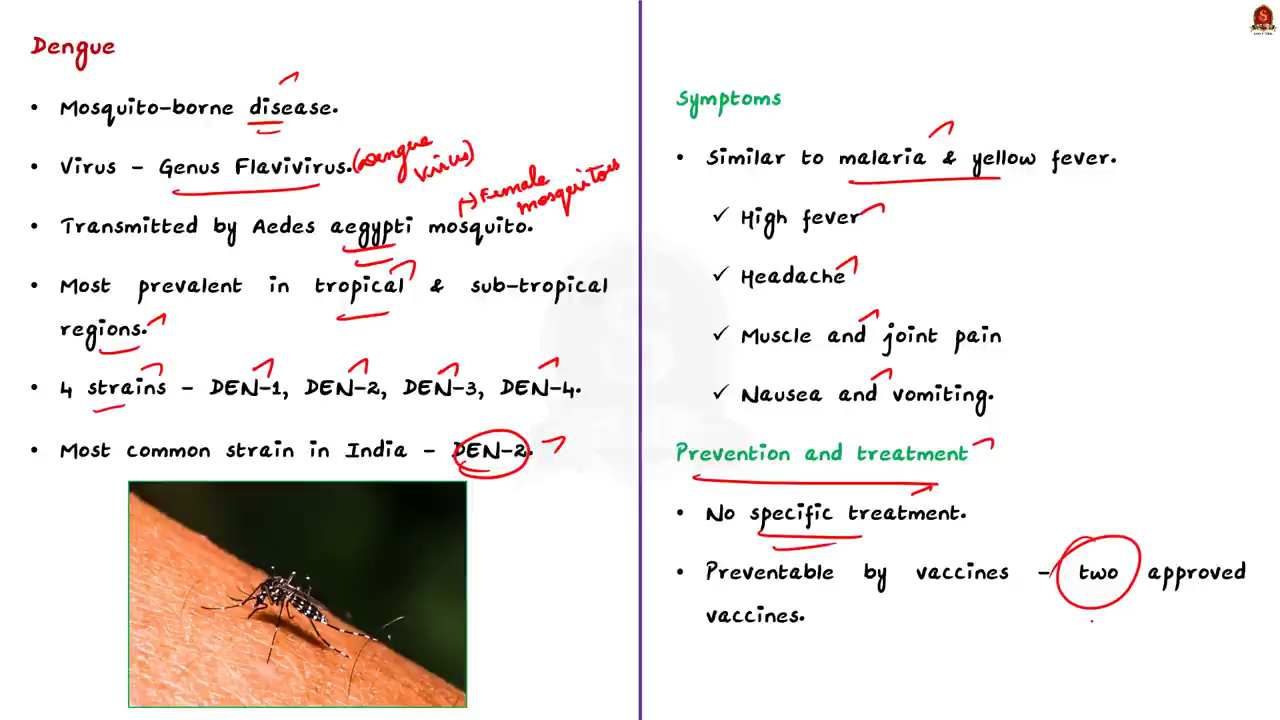 Dengue
• Mosquito-borne disease.
• Virus - Genus Flavivirus. (Dengue virus)
(→) Female mosquitoes
• Transmitted by Aedes aegypti mosquito.
• Most prevalent in tropical & sub-tropical
regions.
• 4 strains - DEN-1, DEN-2, DEN-3, DEN-4.
• Most common strain in India - DEN-2.
Symptoms
• Similar to malaria & yellow fever.
✓ High fever
✓ Headache
✓ Muscle and joint pain
✓ Nausea and vomiting.
Prevention and treatment
• No specific treatment.
• Preventable by vaccines - two approved
vaccines.